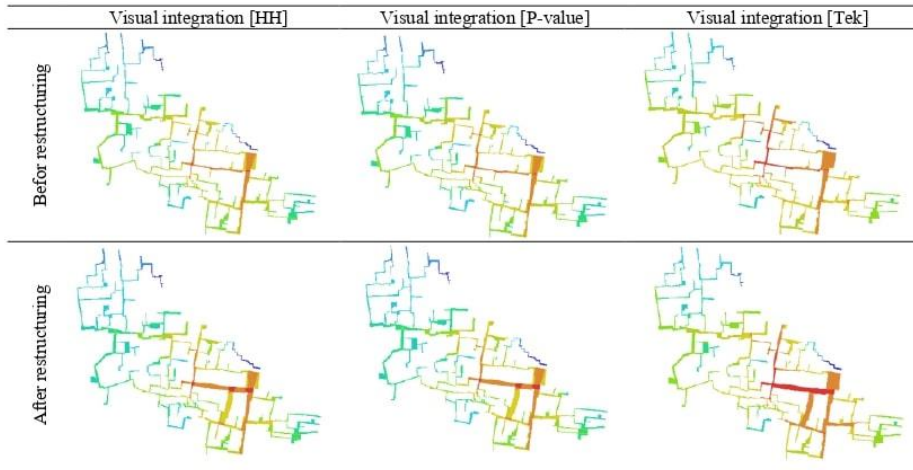 Visual integration [HH]
Visual integration [P-value]
Visual integration [Tek]
Befor restructuring
After restructuring